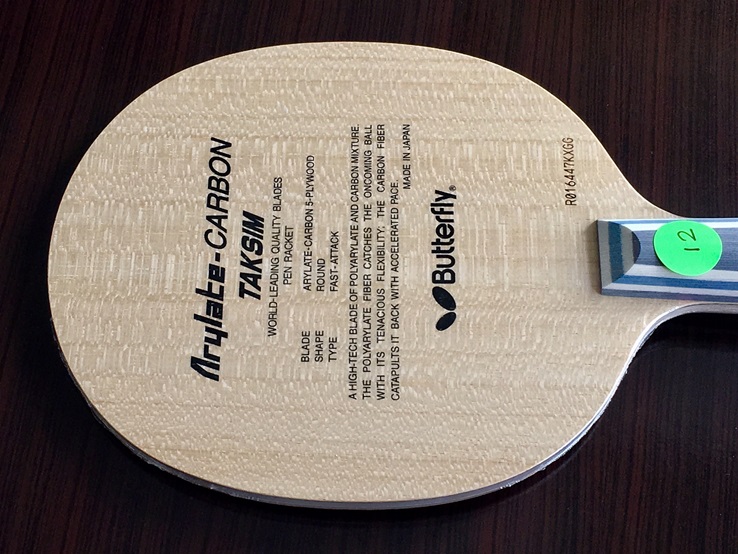 Arylate-CARBON
TAKSIM
WORLD-LEADING QUALITY BLADES
PEN RACKET
BLADE ARYLATE-CARBON 5-PLYWOOD
SHAPE ROUND
TYPE FAST-ATTACK
A HIGH-TECH BLADE OF POLYARYLATE AND CARBON MIXTURE.
THE POLYARYLATE FIBER CATCHES THE ONCOMING BALL
WITH ITS TENACIOUS FLEXIBILITY; THE CARBON FIBER
CATAPULTS IT BACK WITH ACCELERATED PACE.
MADE IN JAPAN
Butterfly®
R016447KXGG
12